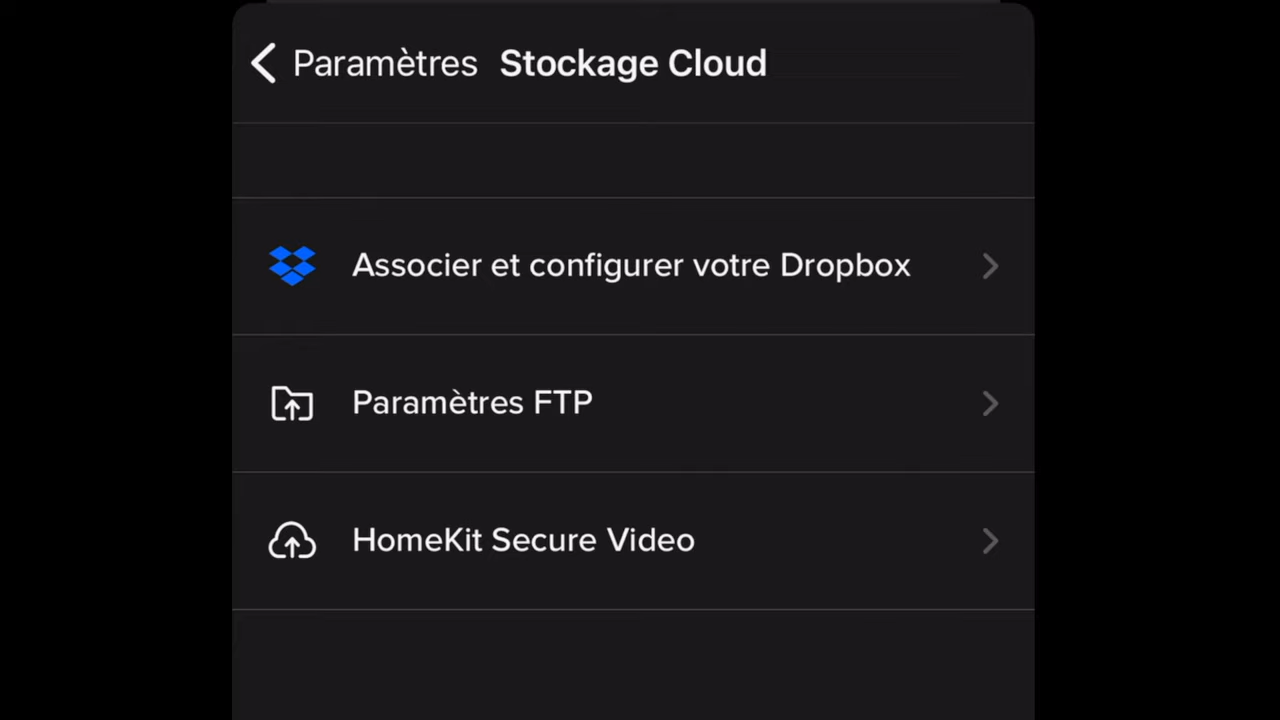 Paramètres Stockage Cloud
Associer et configurer votre Dropbox
Paramètres FTP
HomeKit Secure Video